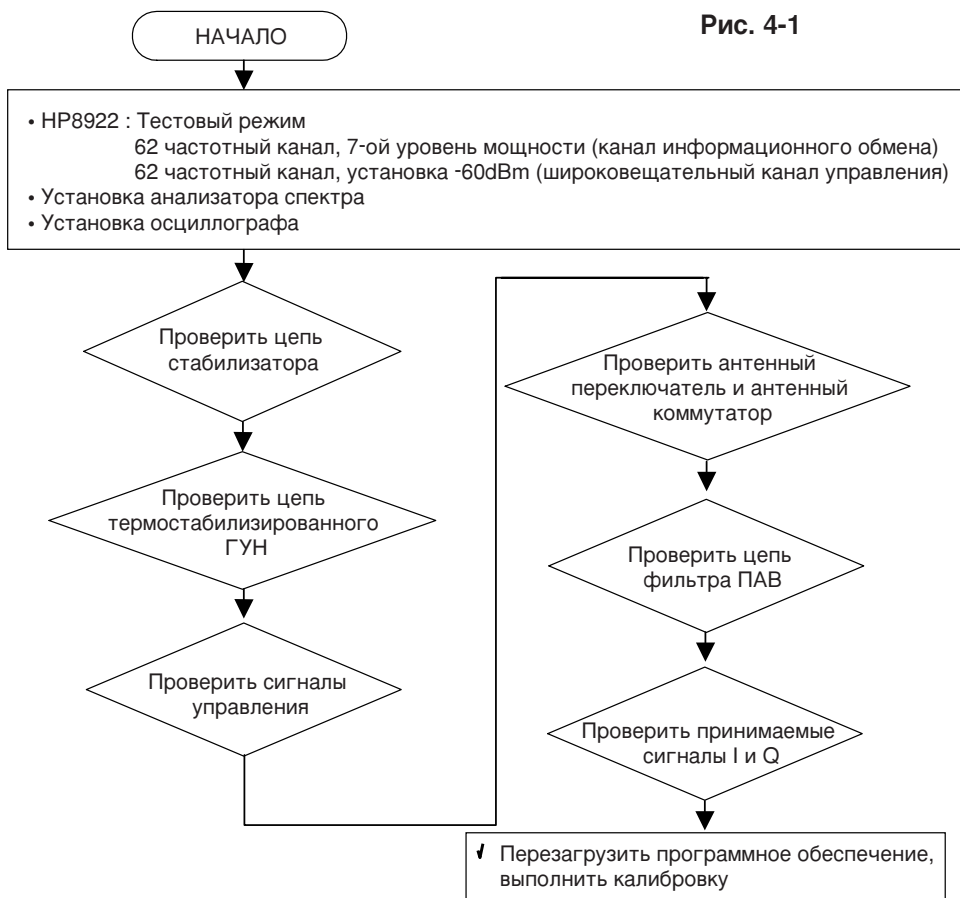 Рис. 4-1
НАЧАЛО
• HP8922 : Тестовый режим
62 частотный канал, 7-ой уровень мощности (канал информационного обмена)
62 частотный канал, установка -60dBm (широковещательный канал управления)
• Установка анализатора спектра
• Установка осциллографа
Проверить цепь
стабилизатора
Проверить цепь
термостабилизированного
ГУН
Проверить сигналы
управления
Проверить антенный
переключатель и антенный
коммутатор
Проверить цепь
фильтра ПАВ
Проверить принимаемые
сигналы I и Q
Перезагрузить программное обеспечение,
выполнить калибровку